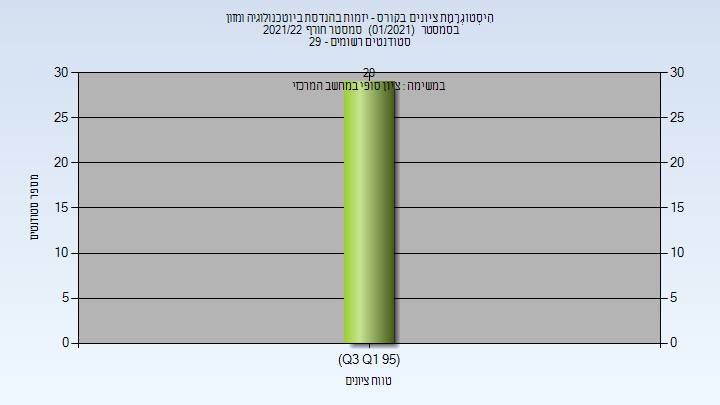 הִיסְטוֹגְרָמַת ציונים בקורס - יזמות בהנדסת ביוטכנולוגיה ומזון
בסמסטר (01/2021) סמסטר חורף 2021/22
סטודנטים רשומים - 29
29
במשימה : ציון סופי במחשב המרכזי
30 30
25 25
20 20
15 15
10 10
5 5
0 0
מספר סטודנטים
(Q3 Q1 95)
טווח ציונים